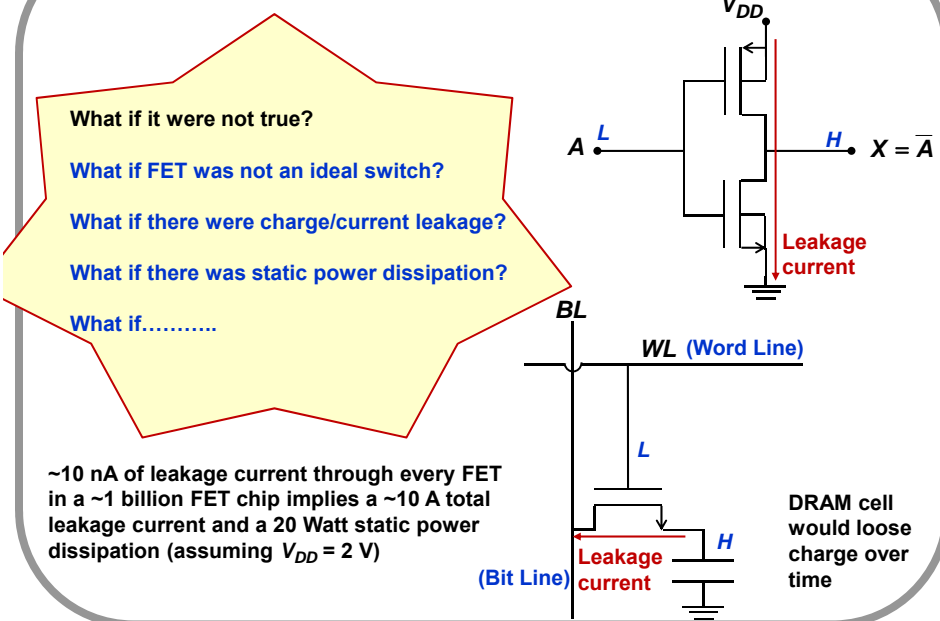 What if it were not true?
What if FET was not an ideal switch?
What if there were charge/current leakage?
What if there was static power dissipation?
What if………..
~10 nA of leakage current through every FET
in a ~1 billion FET chip implies a ~10 A total
leakage current and a 20 Watt static power
dissipation (assuming V_DD = 2 V)
V_DD
A
L
H
X = A̅
Leakage
current
BL
WL (Word Line)
L
H
Leakage
current
(Bit Line)
DRAM cell
would loose
charge over
time